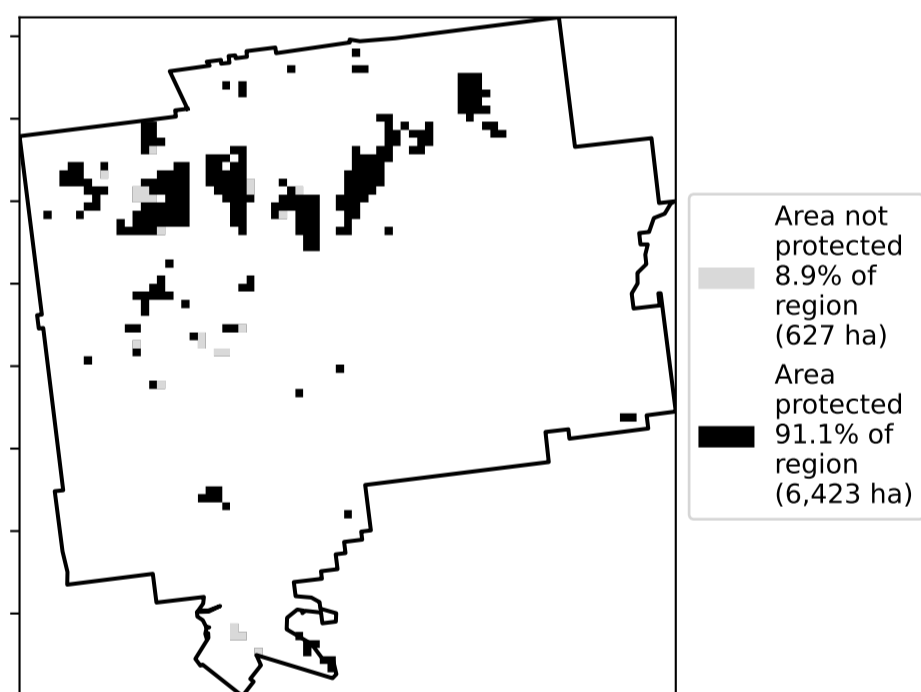 Area not
protected
8.9% of
region
(627 ha)
Area
protected
91.1% of
region
(6,423 ha)